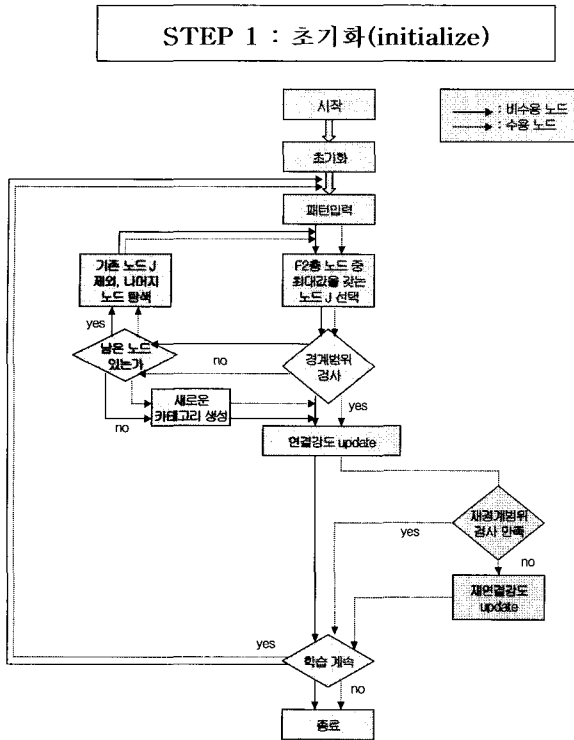 STEP 1 : 초기화(initialize)
시작
: 비수용 노드
: 수용 노드
초기화
패턴입력
기존 노드 J
제외, 나머지
노드 탐색
F2층 노드 중
최대값을 갖는
노드 J 선택
yes
남은 노드
있는가
no
경계범위
검사
새로운
카테고리 생성
no
yes
연결강도 update
재경계범위
검사 만족
yes
no
재연결강도
update
yes
학습 계속
no
종료